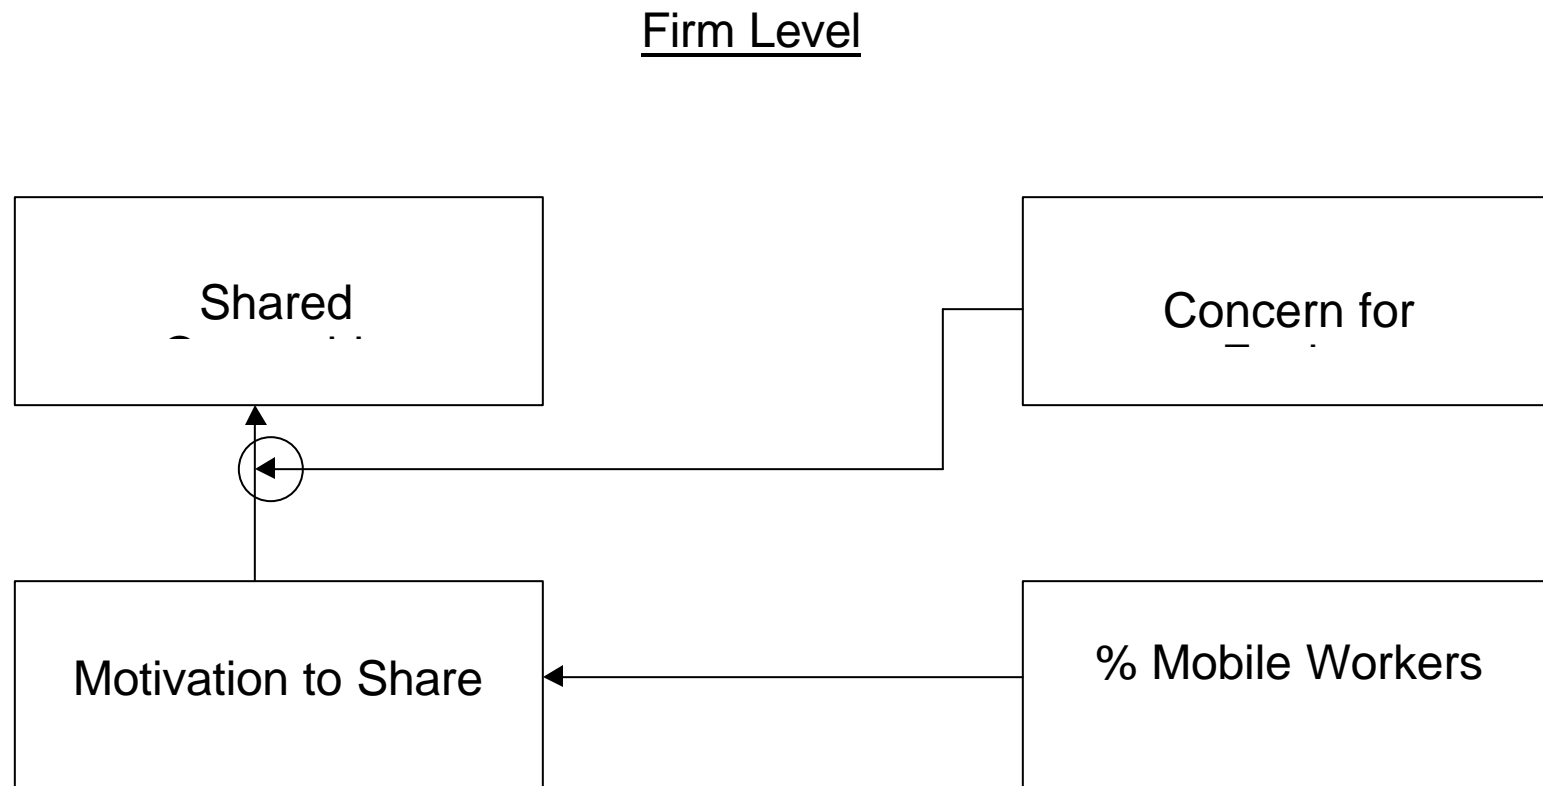 Firm Level
Shared
Concern for
Motivation to Share
% Mobile Workers